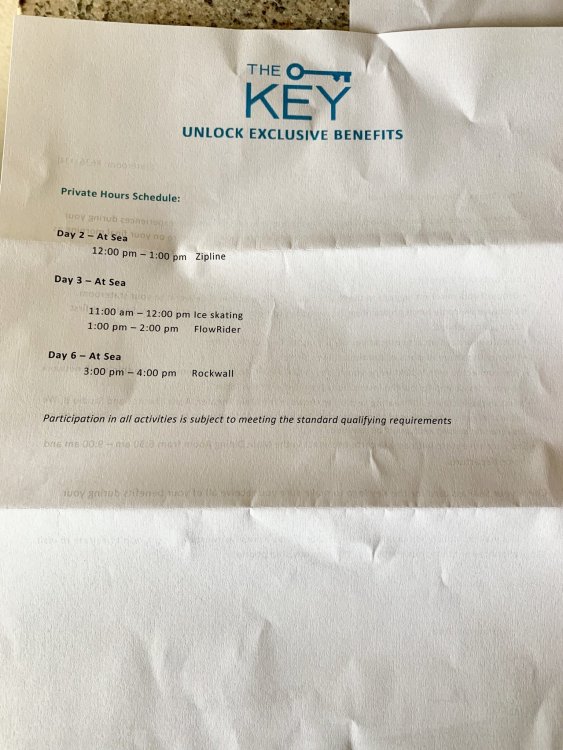 THE
KEY
UNLOCK EXCLUSIVE BENEFITS
Private Hours Schedule:
Day 2 – At Sea
12:00 pm – 1:00 pm Zipline
Day 3 – At Sea
11:00 am – 12:00 pm Ice skating
1:00 pm – 2:00 pm FlowRider
Day 6 – At Sea
3:00 pm – 4:00 pm Rockwall
Participation in all activities is subject to meeting the standard qualifying requirements